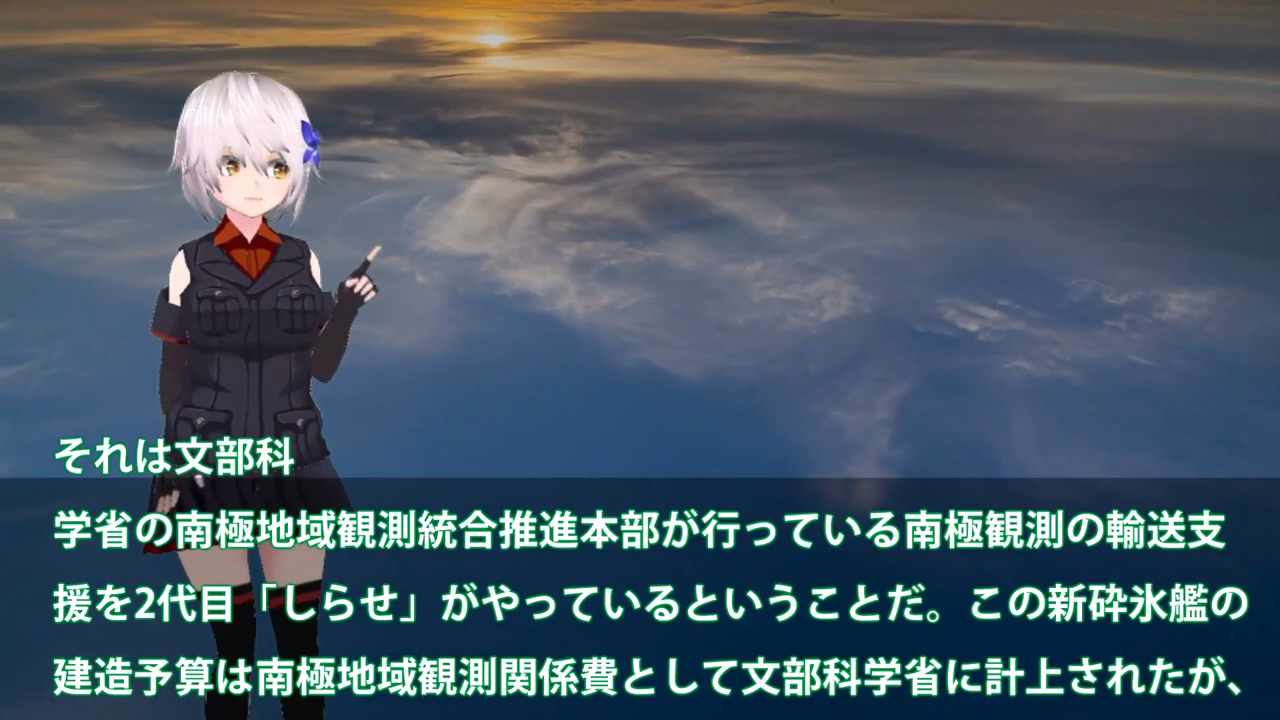 それは文部科
学省の南極地域観測統合推進本部が行っている南極観測の輸送支
援を2代目「しらせ」がやっているということだ。この新砕氷艦の
建造予算は南極地域観測関係費として文部科学省に計上されたが、